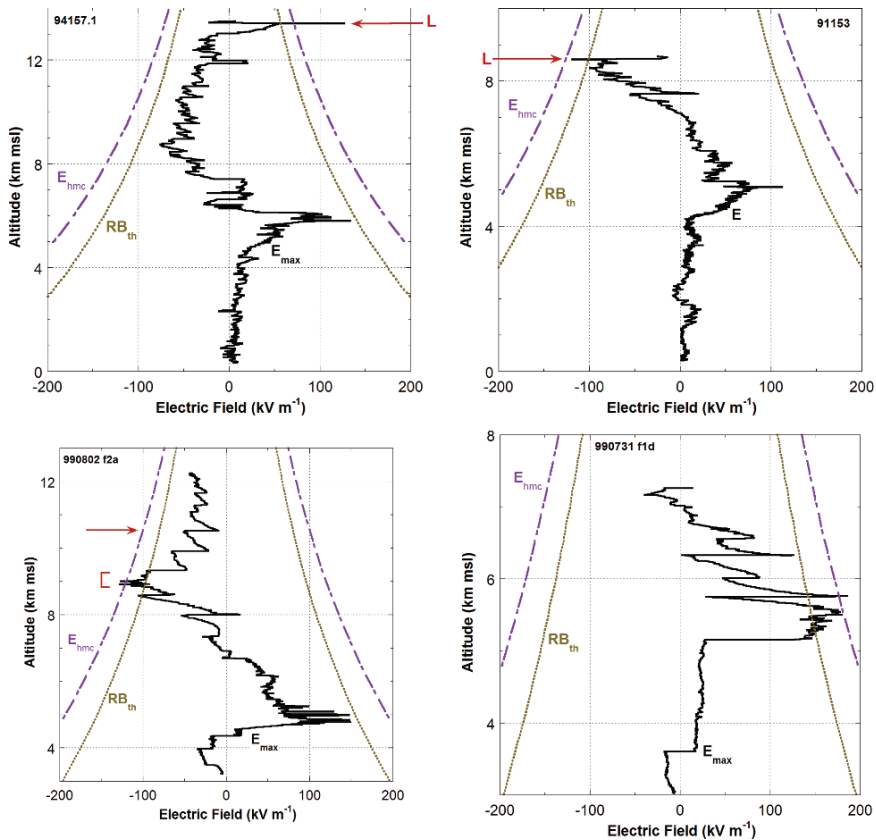 94157.1
L
12
8
4
0
Altitude (km msl)
E_hmc
RB_th
E_max
-200
-100
0
100
200
Electric Field (kV m⁻¹)
91153
L
8
4
0
Altitude (km msl)
E_hmc
RB_th
E
-200
-100
0
100
200
Electric Field (kV m⁻¹)
990802 f2a
12
8
4
Altitude (km msl)
E_hmc
RB_th
E_max
-200
-100
0
100
200
Electric Field (kV m⁻¹)
990731 f1d
8
6
4
Altitude (km msl)
E_hmc
RB_th
E_max
-200
-100
0
100
200
Electric Field (kV m⁻¹)